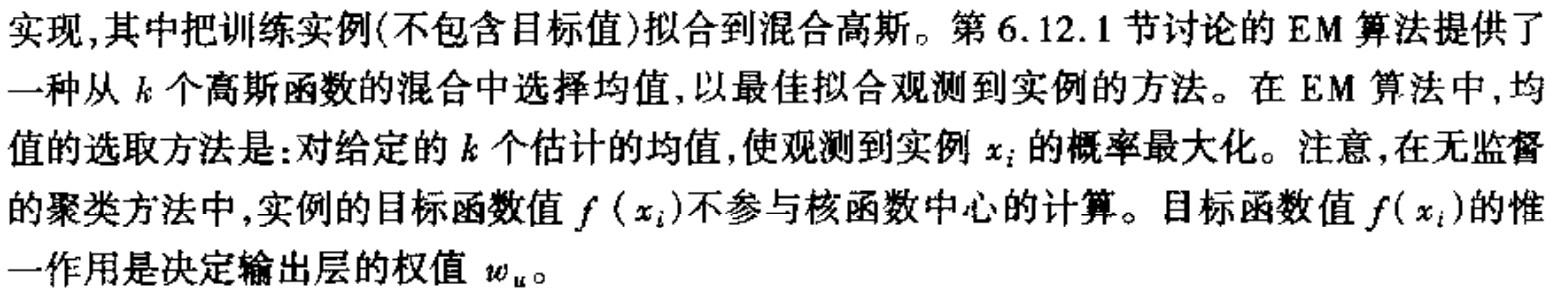 实现,其中把训练实例(不包含目标值)拟合到混合高斯。第 6.12.1 节讨论的 EM 算法提供了
一种从 k 个高斯函数的混合中选择均值,以最佳拟合观测到实例的方法。在 EM 算法中,均
值的选取方法是:对给定的 k 个估计的均值,使观测到实例 x_i 的概率最大化。注意,在无监督
的聚类方法中,实例的目标函数值 f (x_i)不参与核函数中心的计算。目标函数值 f(x_i)的惟
一作用是决定输出层的权值 w_u。